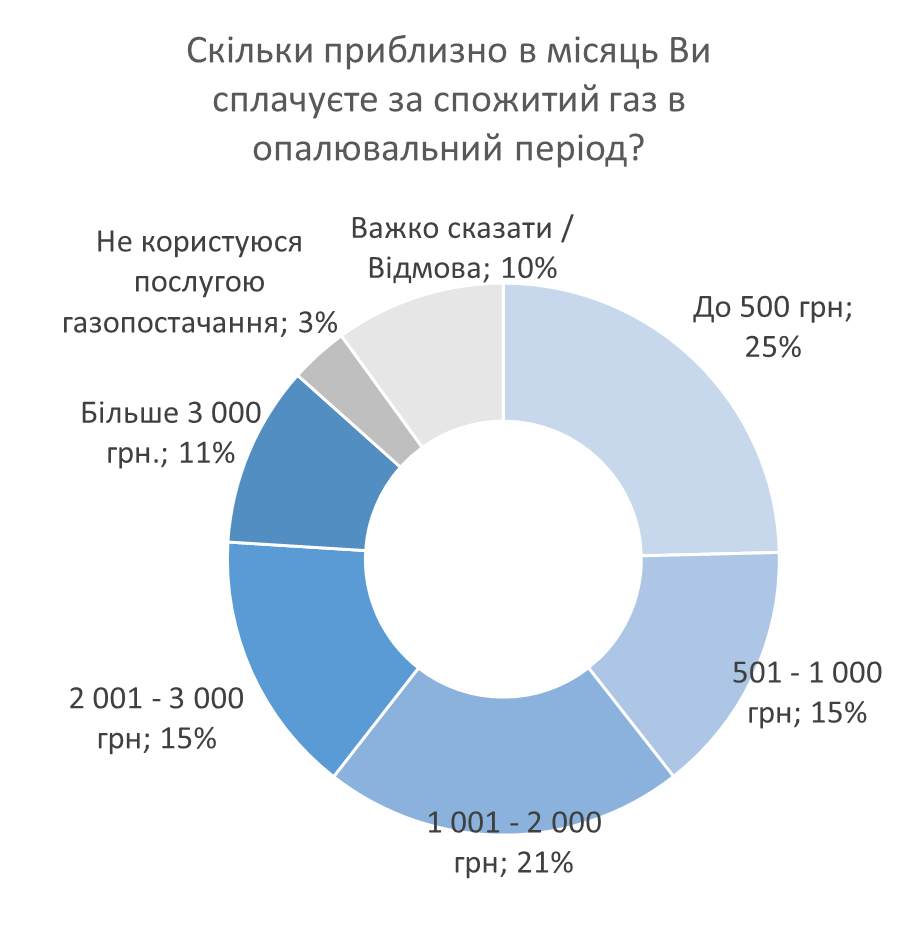 Скільки приблизно в місяць Ви
сплачуєте за спожитий газ в
опалювальний період?
Важко сказати /
Відмова; 10%
Не користуюся
послугою
газопостачання; 3%
До 500 грн;
25%
Більше 3 000
грн.; 11%
501 - 1 000
грн; 15%
2 001 - 3 000
грн; 15%
1 001 - 2 000
грн; 21%